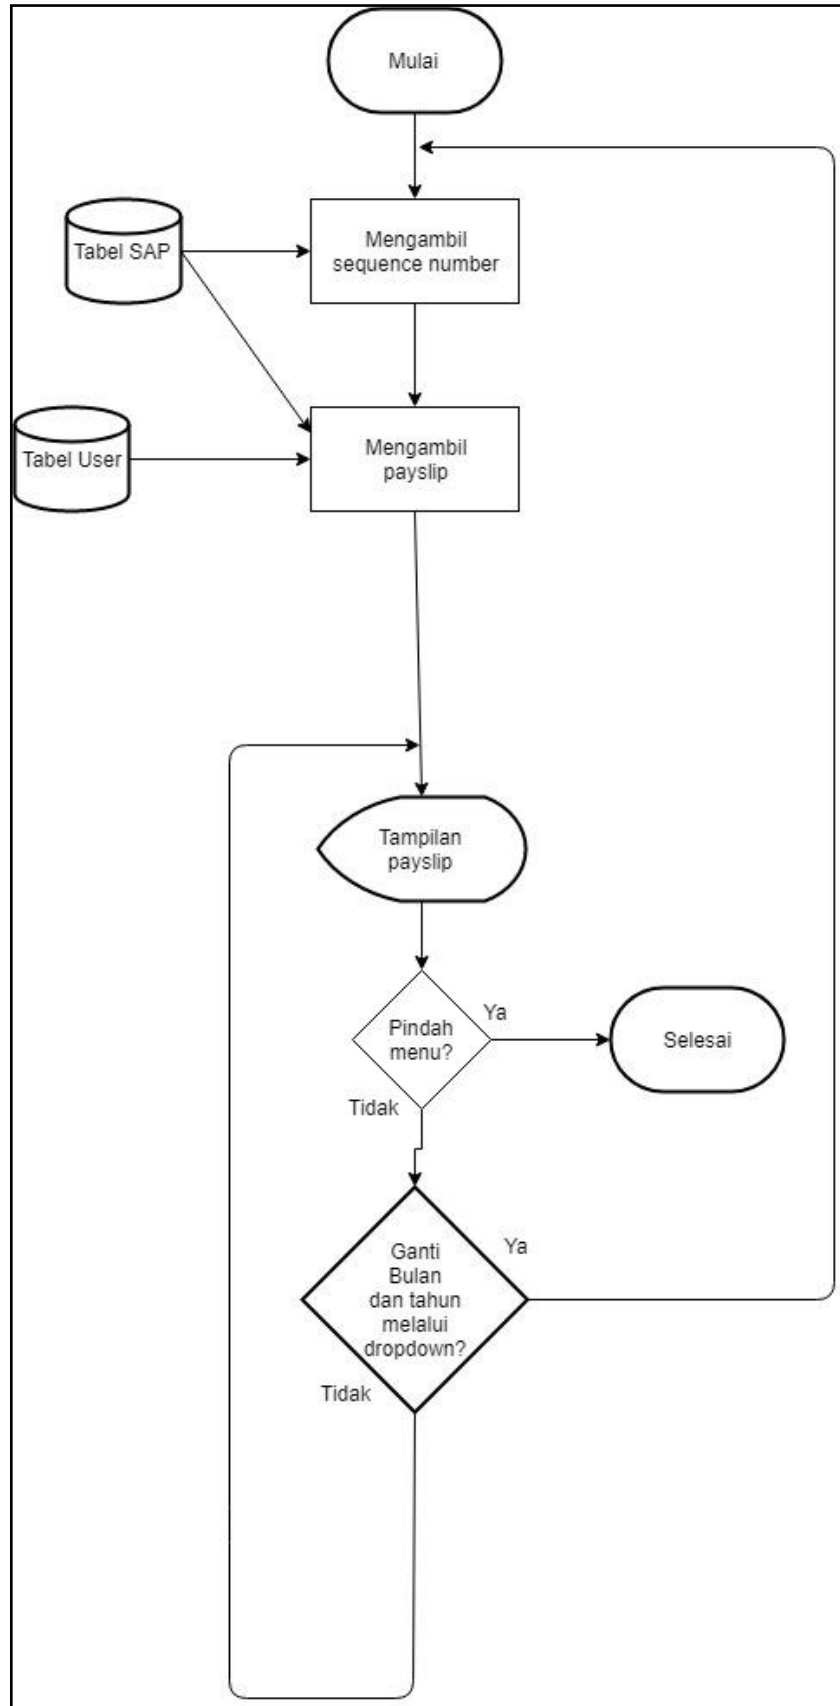 Mulai
Tabel SAP
Mengambil
sequence number
Tabel User
Mengambil
payslip
Tampilan
payslip
Pindah
menu?
Ya
Selesai
Tidak
Ganti
Bulan
dan tahun
melalui
dropdown?
Ya
Tidak